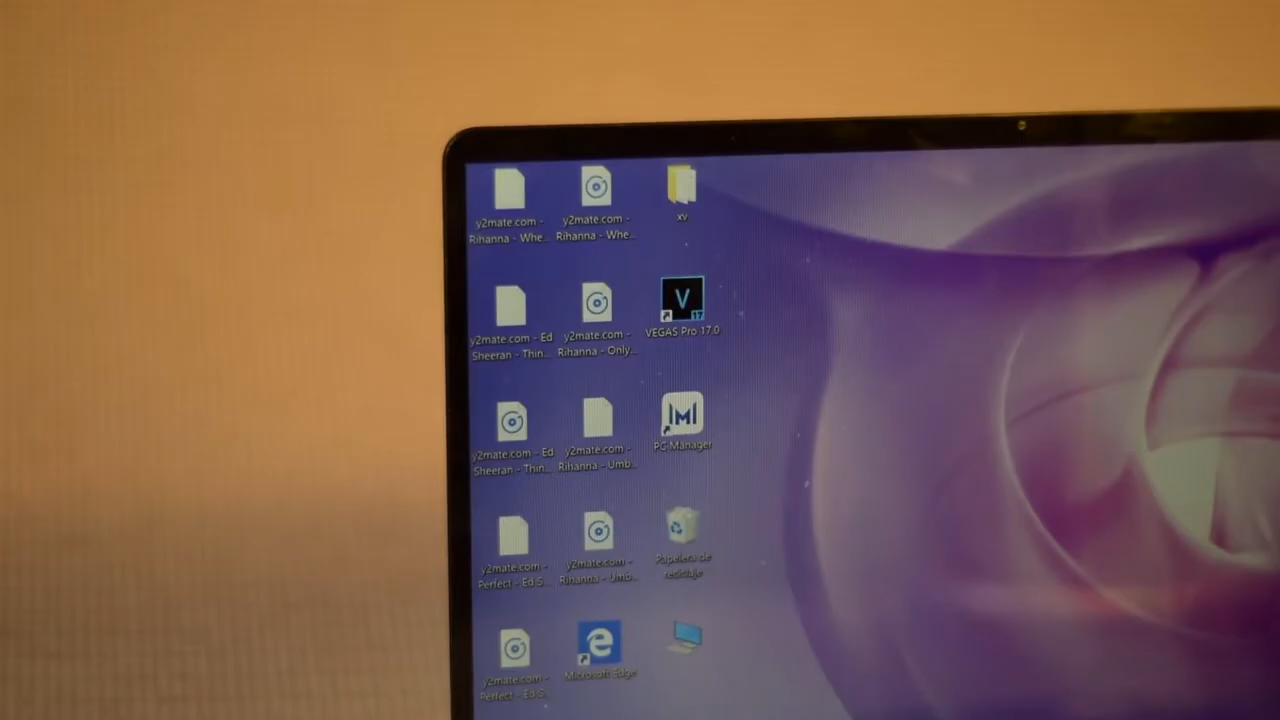 y2mate.com -
Rihanna - Whe...
y2mate.com -
Rihanna - Whe...
xv
y2mate.com - Ed
Sheeran - Thin...
y2mate.com -
Rihanna - Only...
V
17
VEGAS Pro 17.0
y2mate.com - Ed
Sheeran - Thin...
y2mate.com -
Rihanna - Umb...
PC Manager
y2mate.com -
Perfect - Ed S...
y2mate.com -
Rihanna - Umb...
Papelera de
reciclaje
y2mate.com -
Perfect - Ed S...
Microsoft Edge